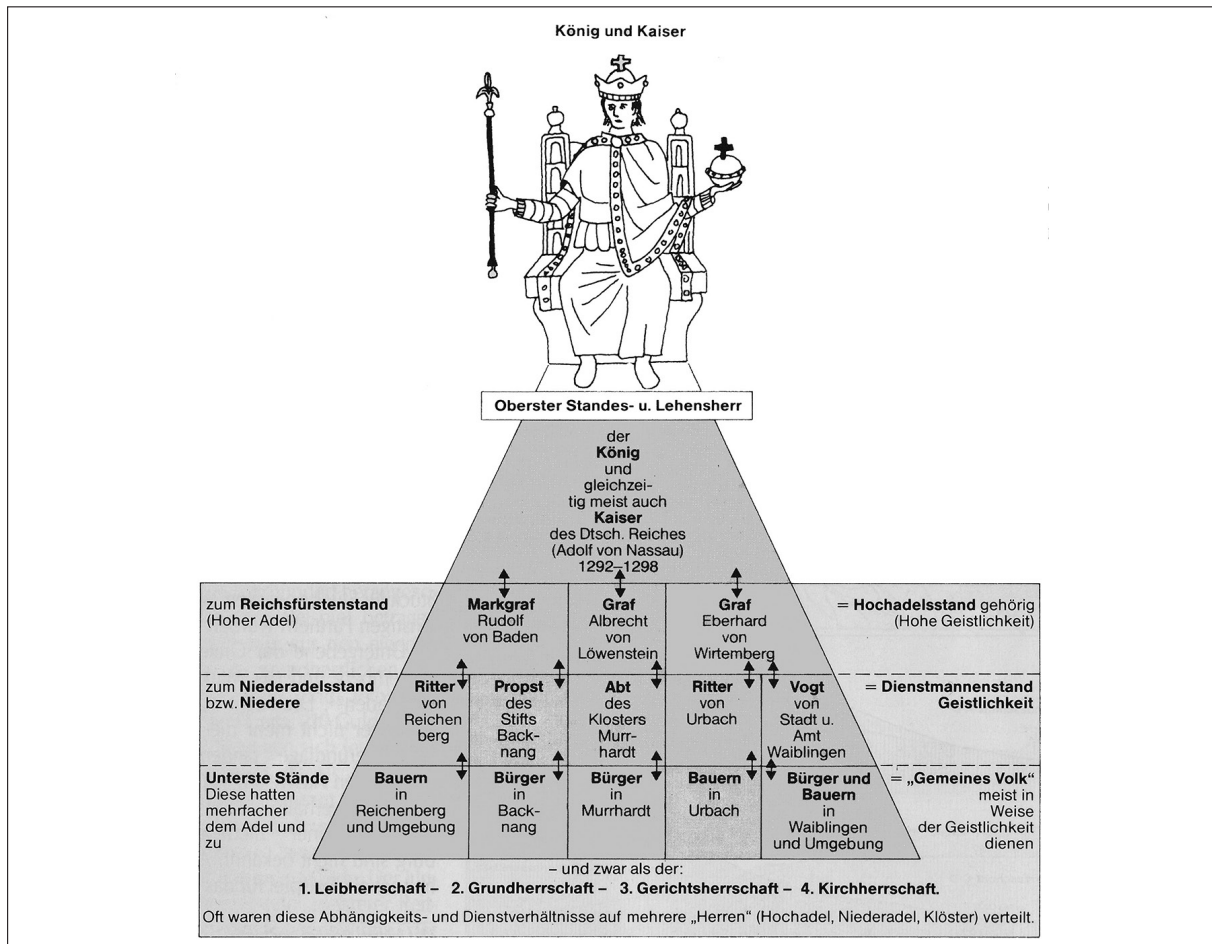 König und Kaiser
Oberster Standes- u. Lehensherr
der
König
und
gleichzei-
tig meist auch
Kaiser
des Dtsch. Reiches
(Adolf von Nassau)
1292–1298
zum Reichsfürstenstand
(Hoher Adel)
Markgraf
Rudolf
von Baden
Graf
Albrecht
von
Löwenstein
Graf
Eberhard
von
Wirtemberg
= Hochadelsstand gehörig
(Hohe Geistlichkeit)
zum Niederadelsstand
bzw. Niedere
Ritter
von
Reichen
berg
Propst
des
Stifts
Back-
nang
Abt
des
Klosters
Murr-
hardt
Ritter
von
Urbach
Vogt
von
Stadt u.
Amt
Waiblingen
= Dienstmannenstand
Geistlichkeit
Unterste Stände
Diese hatten
mehrfacher
dem Adel und
zu
Bauern
in
Reichenberg
und Umgebung
Bürger
in
Back-
nang
Bürger
in
Murrhardt
Bauern
in
Urbach
Bürger und
Bauern
in
Waiblingen
und Umgebung
= „Gemeines Volk“
meist in
Weise
der Geistlichkeit
dienen
– und zwar als der:
1. Leibherrschaft – 2. Grundherrschaft – 3. Gerichtsherrschaft – 4. Kirchherrschaft.
Oft waren diese Abhängigkeits- und Dienstverhältnisse auf mehrere „Herren“ (Hochadel, Niederadel, Klöster) verteilt.